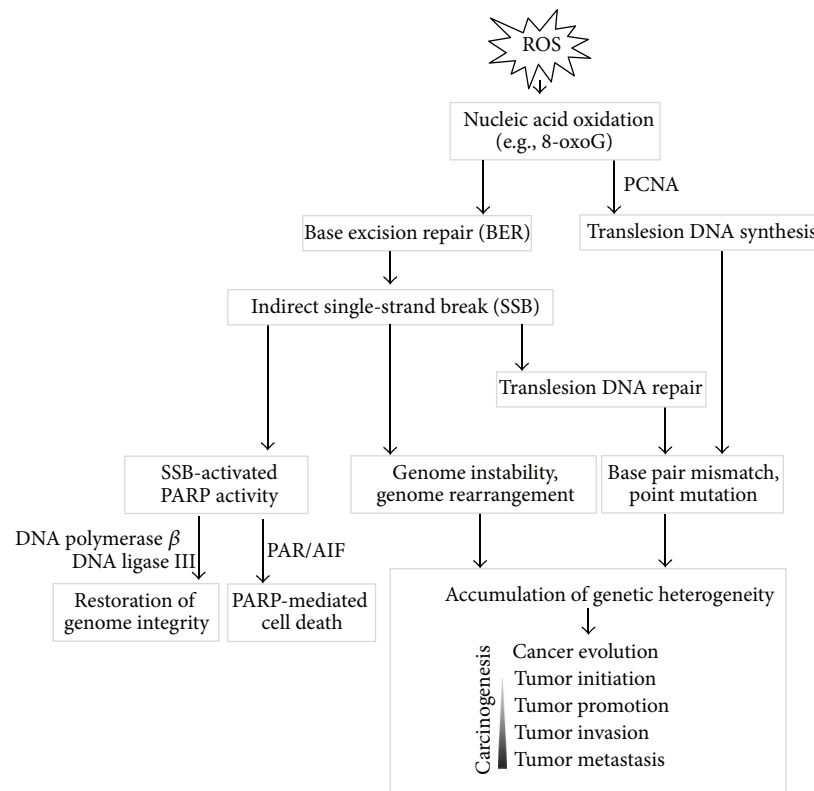 ROS
Nucleic acid oxidation
(e.g., 8-oxoG)
PCNA
Base excision repair (BER)
Translesion DNA synthesis
Indirect single-strand break (SSB)
Translesion DNA repair
SSB-activated
PARP activity
Genome instability,
genome rearrangement
Base pair mismatch,
point mutation
DNA polymerase β
DNA ligase III
PAR/AIF
Restoration of
genome integrity
PARP-mediated
cell death
Accumulation of genetic heterogeneity
Carcinogenesis
Cancer evolution
Tumor initiation
Tumor promotion
Tumor invasion
Tumor metastasis